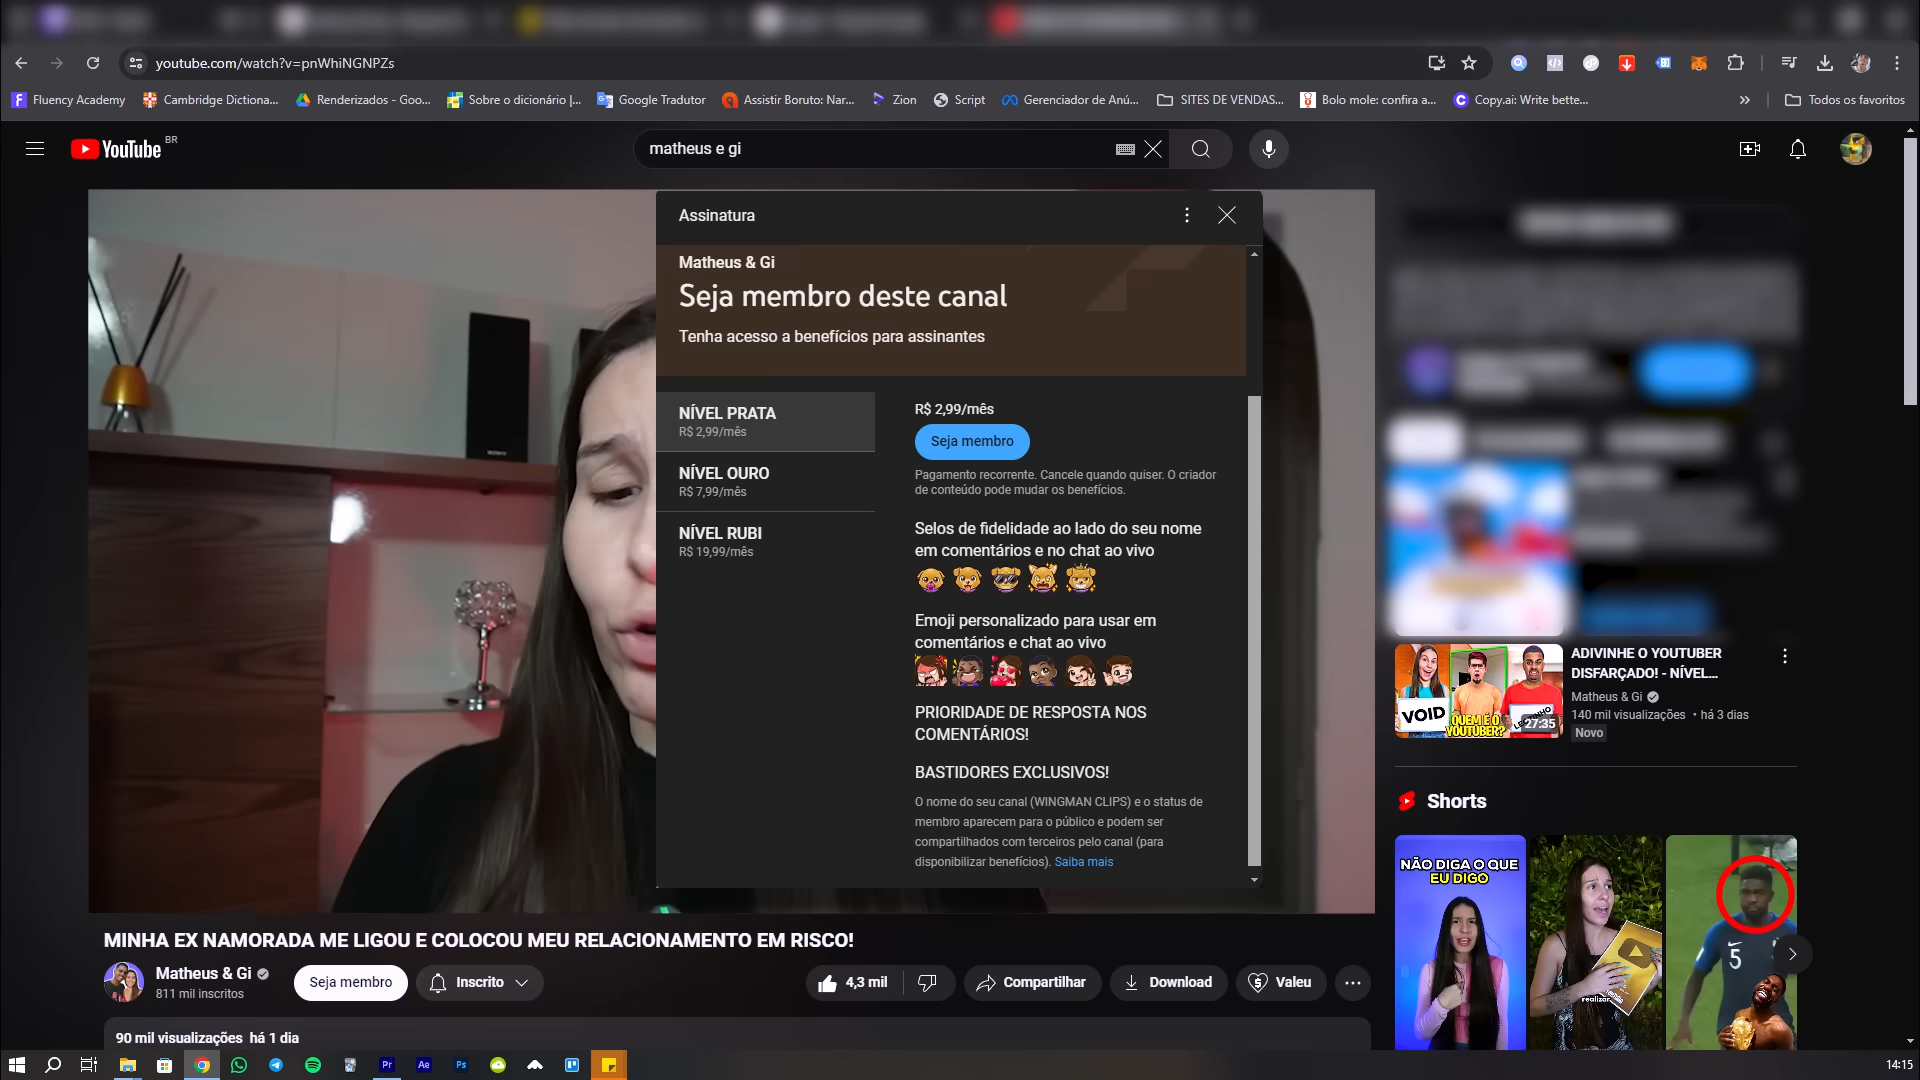 youtube.com/watch?v=pnWhiNGNPZs
Fluency Academy
Cambridge Dictiona...
Renderizados - Goo...
Sobre o dicionário |...
Google Tradutor
Assistir Boruto: Nar...
Zion
Script
Gerenciador de Anú...
SITES DE VENDAS...
Bolo mole: confira a...
Copy.ai: Write bette...
Todos os favoritos
YouTube BR
matheus e gi
Assinatura
Matheus & Gi
Seja membro deste canal
Tenha acesso a benefícios para assinantes
NÍVEL PRATA
R$ 2,99/mês
NÍVEL OURO
R$ 7,99/mês
NÍVEL RUBI
R$ 19,99/mês
R$ 2,99/mês
Seja membro
Pagamento recorrente. Cancele quando quiser. O criador
de conteúdo pode mudar os benefícios.
Selos de fidelidade ao lado do seu nome
em comentários e no chat ao vivo
Emoji personalizado para usar em
comentários e chat ao vivo
PRIORIDADE DE RESPOSTA NOS
COMENTÁRIOS!
BASTIDORES EXCLUSIVOS!
O nome do seu canal (WINGMAN CLIPS) e o status de
membro aparecem para o público e podem ser
compartilhados com terceiros pelo canal (para
disponibilizar benefícios). Saiba mais
SONY
MINHA EX NAMORADA ME LIGOU E COLOCOU MEU RELACIONAMENTO EM RISCO!
Matheus & Gi
811 mil inscritos
Seja membro
Inscrito
4,3 mil
Compartilhar
Download
Valeu
90 mil visualizações há 1 dia
VOID
QUEM É O
YOUTUBER?
27:35
ADIVINHE O YOUTUBER
DISFARÇADO! - NÍVEL...
Matheus & Gi
140 mil visualizações • há 3 dias
Novo
Shorts
NÃO DIGA O QUE
EU DIGO
realizar
5
Pr
Ae
Ps
14:15